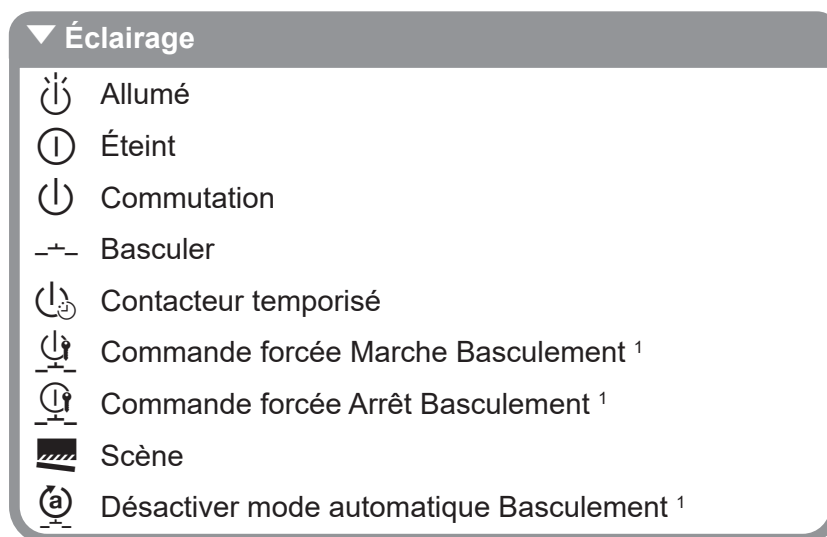 Éclairage
Allumé
Éteint
Commutation
Basculer
Contacteur temporisé
Commande forcée Marche Basculement 1
Commande forcée Arrêt Basculement 1
Scène
Désactiver mode automatique Basculement 1